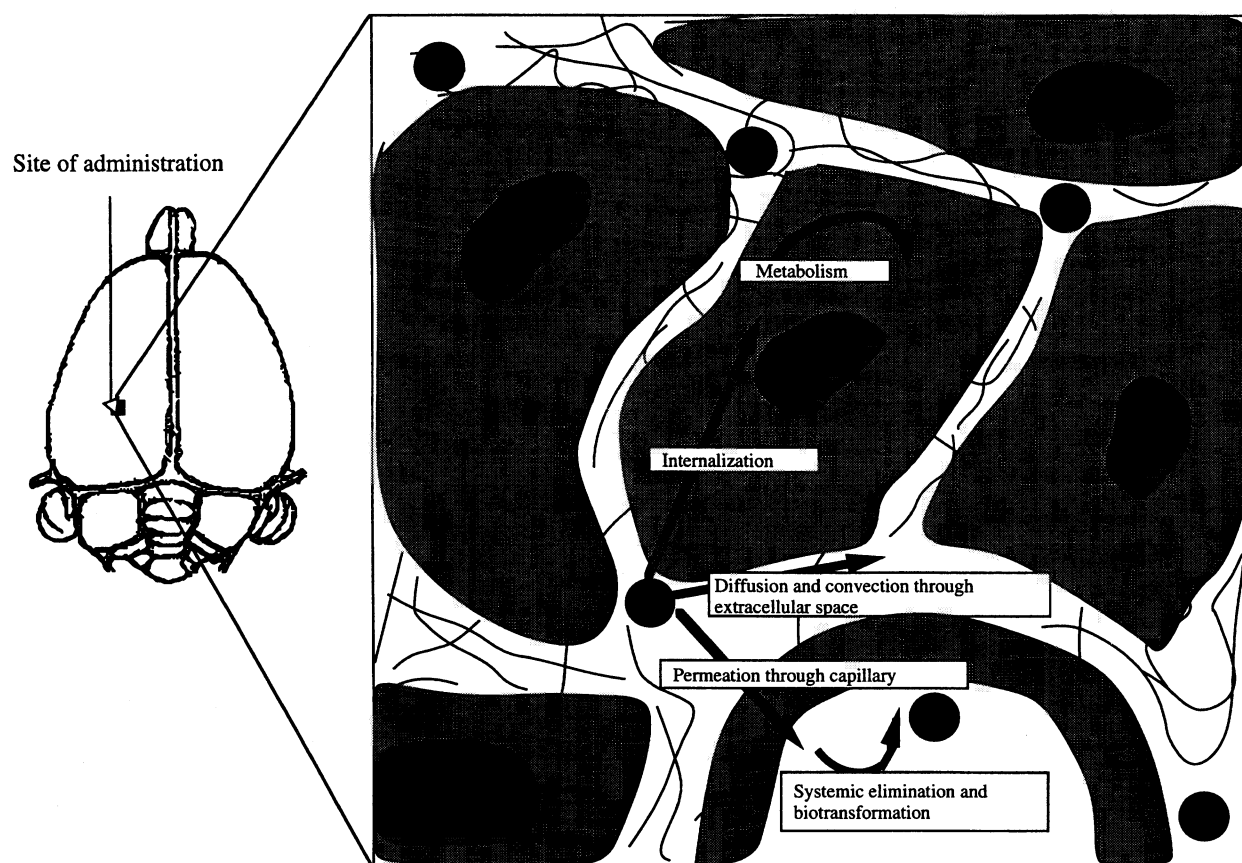 Site of administration
Metabolism
Internalization
Diffusion and convection through
extracellular space
Permeation through capillary
Systemic elimination and
biotransformation